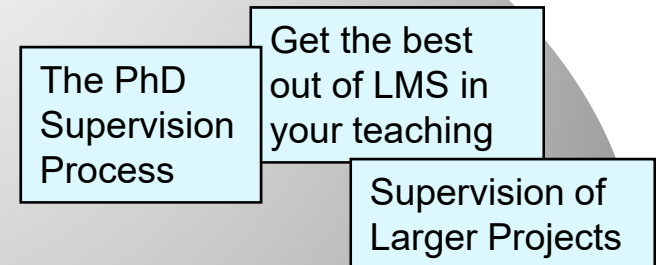 The PhD
Supervision
Process
Get the best
out of LMS in
your teaching
Supervision of
Larger Projects